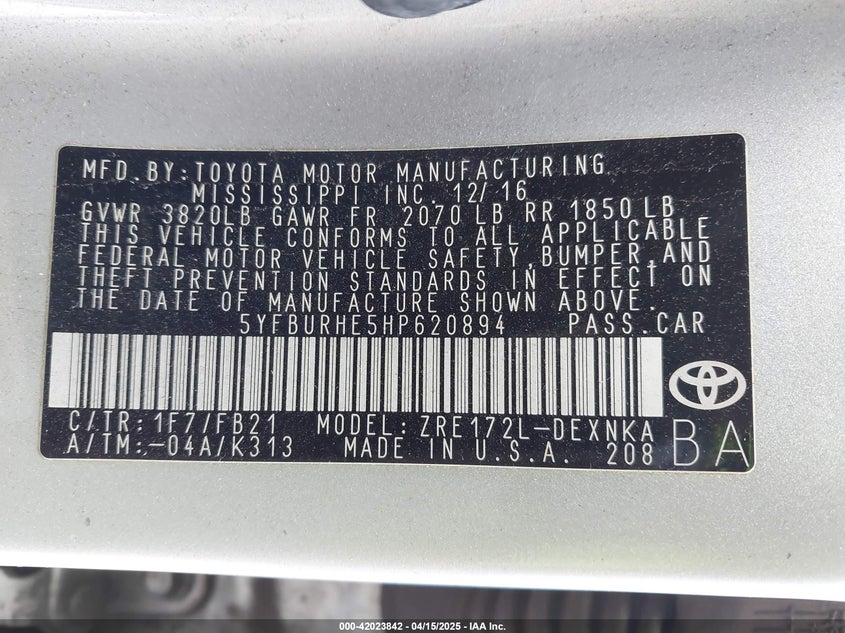 MFD.BY:TOYOTA MOTOR MANUFACTURING
MISSISSIPPI INC. 12/16
GVWR 3820LB GAWR FR 2070 LB RR 1850 LB
THIS VEHICLE CONFORMS TO ALL APPLICABLE
FEDERAL MOTOR VEHICLE SAFETY,BUMPER,AND
THEFT PREVENTION STANDARDS IN EFFECT ON
THE DATE OF MANUFACTURE SHOWN ABOVE.
5YFBURHE5HP620894 PASS.CAR
C/TR:1F7/FB21 MODEL:ZRE172L-DEXNKA
A/TM:-04A/K313 MADE IN U.S.A. 208
BA
000-42023842 - 04/15/2025 - IAA Inc.